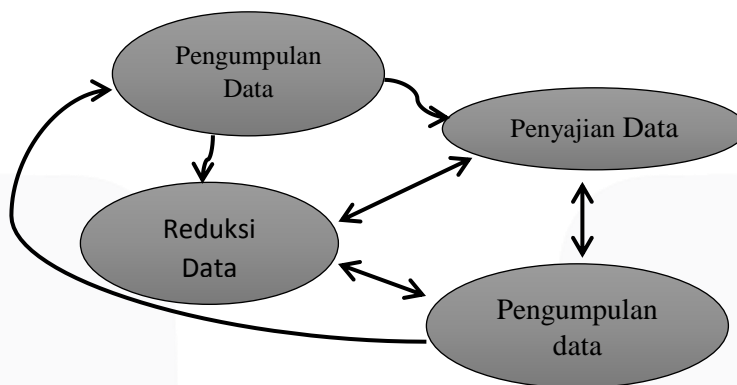 Pengumpulan
Data
Penyajian Data
Reduksi
Data
Pengumpulan
data